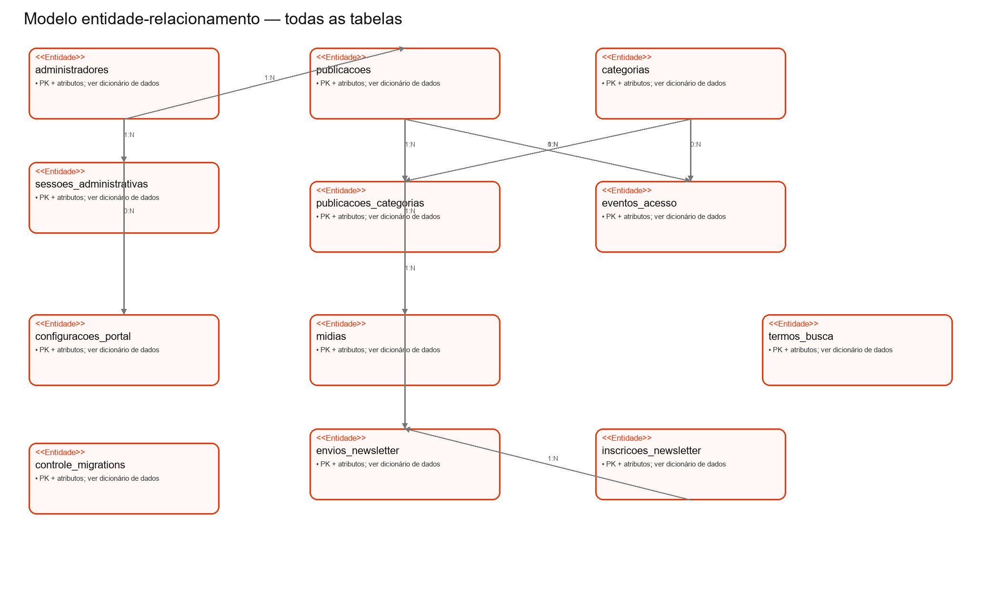 Modelo entidade-relacionamento — todas as tabelas
<<Entidade>>
administradores
• PK + atributos; ver dicionário de dados
<<Entidade>>
publicacoes
• PK + atributos; ver dicionário de dados
<<Entidade>>
categorias
• PK + atributos; ver dicionário de dados
1:N
1:N
1:N
0:N
<<Entidade>>
sessoes_administrativas
• PK + atributos; ver dicionário de dados
0:N
<<Entidade>>
publicacoes_categorias
1:N
• PK + atributos; ver dicionário de dados
<<Entidade>>
eventos_acesso
• PK + atributos; ver dicionário de dados
1:N
<<Entidade>>
configuracoes_portal
• PK + atributos; ver dicionário de dados
<<Entidade>>
midias
• PK + atributos; ver dicionário de dados
<<Entidade>>
termos_busca
• PK + atributos; ver dicionário de dados
<<Entidade>>
controle_migrations
• PK + atributos; ver dicionário de dados
<<Entidade>>
envios_newsletter
• PK + atributos; ver dicionário de dados
1:N
<<Entidade>>
inscricoes_newsletter
• PK + atributos; ver dicionário de dados